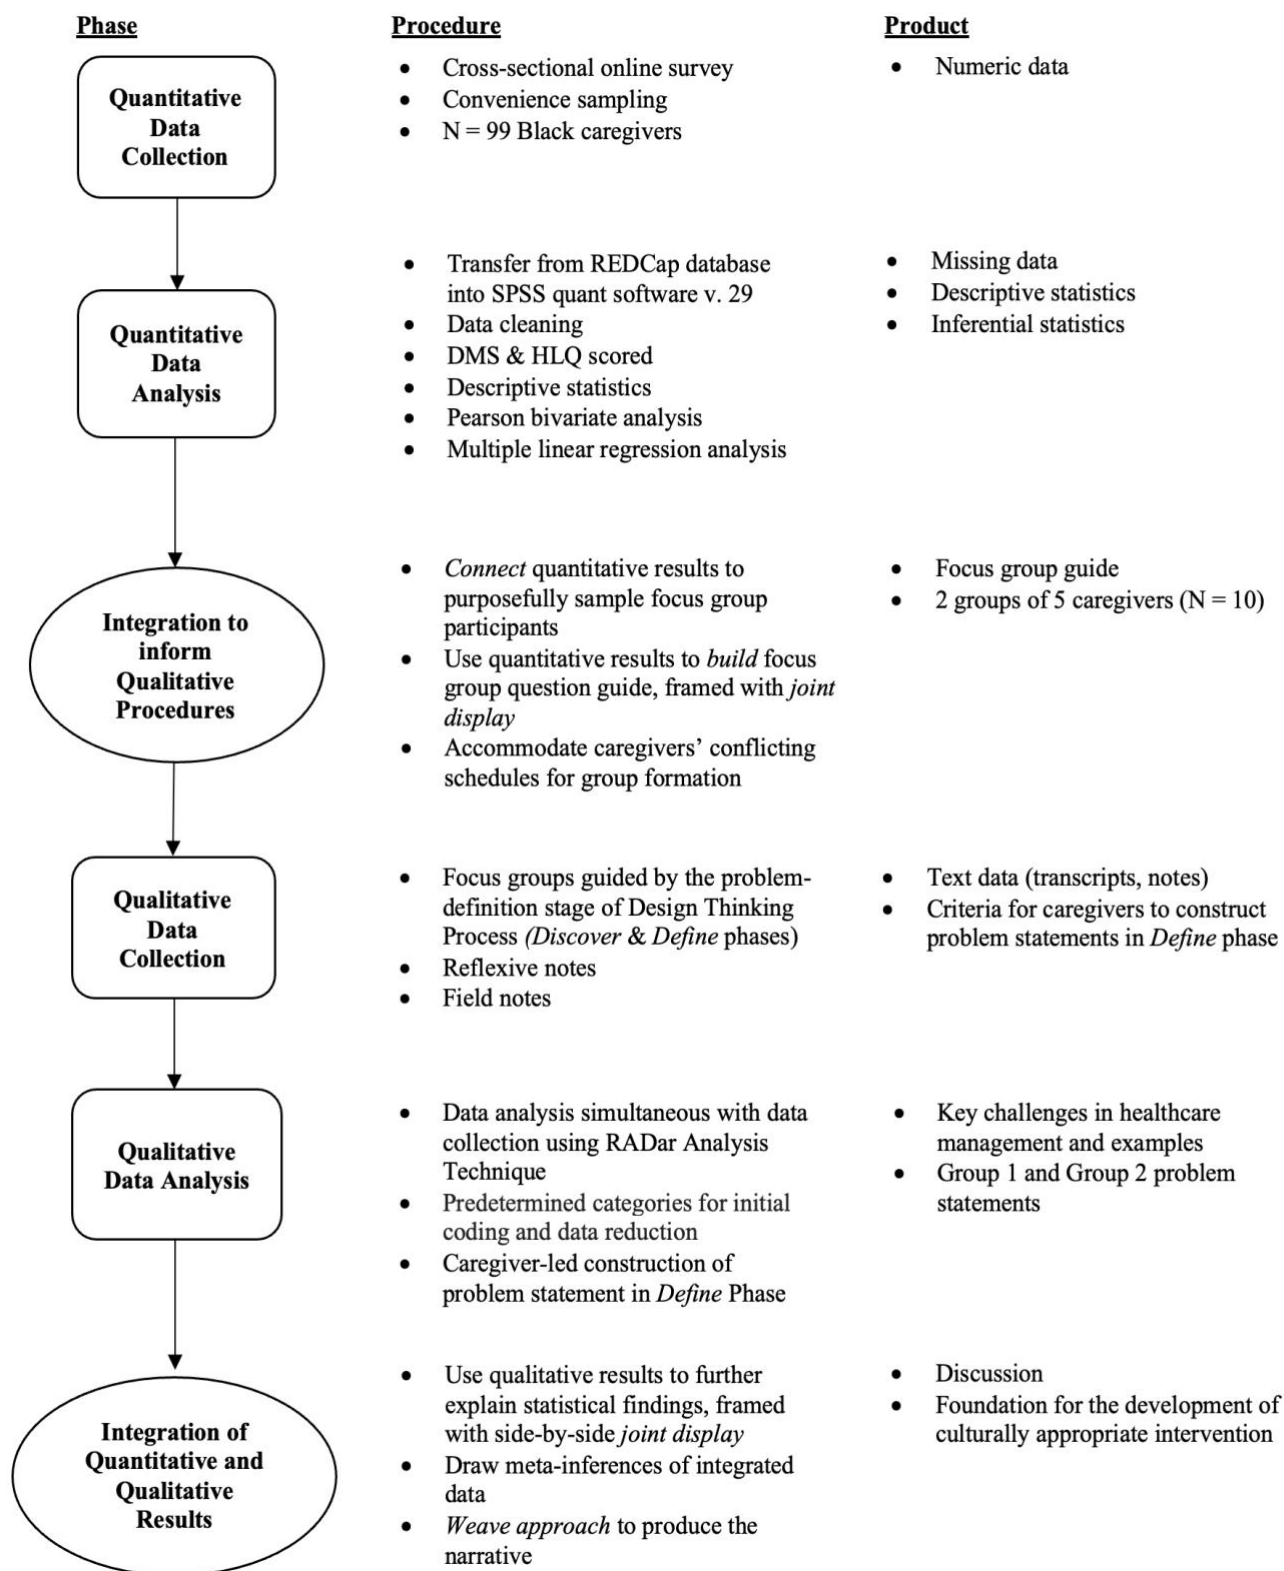 Phase
Procedure
Product
Quantitative
Data
Collection
• Cross-sectional online survey
• Convenience sampling
• N = 99 Black caregivers
• Numeric data
Quantitative
Data
Analysis
• Transfer from REDCap database
into SPSS quant software v. 29
• Data cleaning
• DMS & HLQ scored
• Descriptive statistics
• Pearson bivariate analysis
• Multiple linear regression analysis
• Missing data
• Descriptive statistics
• Inferential statistics
Integration to
inform
Qualitative
Procedures
• Connect quantitative results to
purposefully sample focus group
participants
• Use quantitative results to build focus
group question guide, framed with joint
display
• Accommodate caregivers’ conflicting
schedules for group formation
• Focus group guide
• 2 groups of 5 caregivers (N = 10)
Qualitative
Data
Collection
• Focus groups guided by the problem-
definition stage of Design Thinking
Process (Discover & Define phases)
• Reflexive notes
• Field notes
• Text data (transcripts, notes)
• Criteria for caregivers to construct
problem statements in Define phase
Qualitative
Data Analysis
• Data analysis simultaneous with data
collection using RADar Analysis
Technique
• Predetermined categories for initial
coding and data reduction
• Caregiver-led construction of
problem statement in Define Phase
• Key challenges in healthcare
management and examples
• Group 1 and Group 2 problem
statements
Integration of
Quantitative and
Qualitative
Results
• Use qualitative results to further
explain statistical findings, framed
with side-by-side joint display
• Draw meta-inferences of integrated
data
• Weave approach to produce the
narrative
• Discussion
• Foundation for the development of
culturally appropriate intervention